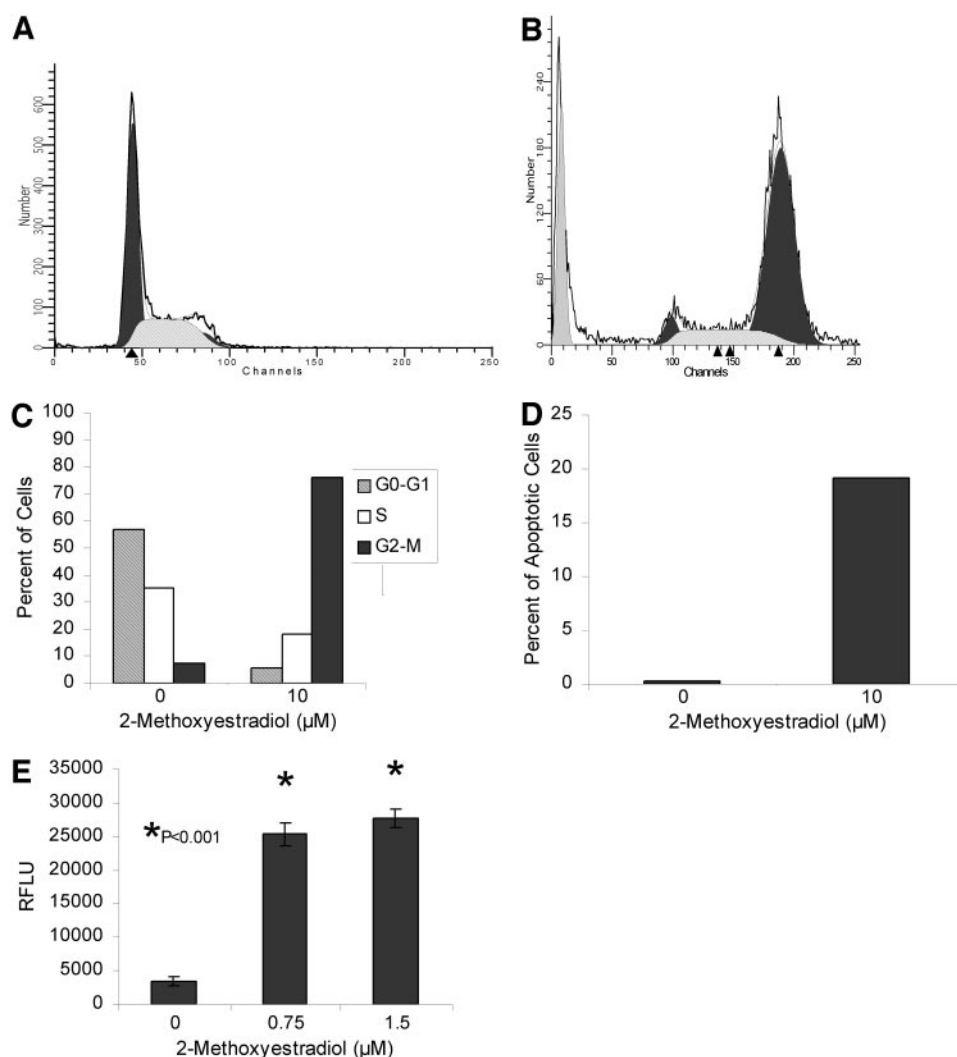 A
Number
600
500
400
300
200
100
0
0 50 100 150 200 250
Channels
B
Number
240
180
120
60
0
0 50 100 150 200 250
Channels
C
Percent of Cells
100
90
80
70
60
50
40
30
20
10
0
0 10
2-Methoxyestradiol (µM)
G0-G1
S
G2-M
D
Percent of Apoptotic Cells
25
20
15
10
5
0
0 10
2-Methoxyestradiol (µM)
E
RFLU
35000
30000
25000
20000
15000
10000
5000
0
* *
*P<0.001
0 0.75 1.5
2-Methoxyestradiol (µM)